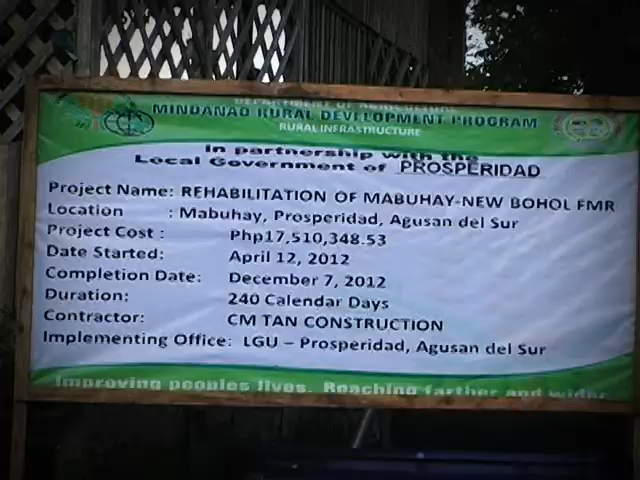 DEPARTMENT OF AGRICULTURE
MINDANAO RURAL DEVELOPMENT PROGRAM
RURAL INFRASTRUCTURE
In partnership with the
Local Government of PROSPERIDAD
Project Name: REHABILITATION OF MABUHAY-NEW BOHOL FMR
Location : Mabuhay, Prosperidad, Agusan del Sur
Project Cost : Php17,510,348.53
Date Started: April 12, 2012
Completion Date: December 7, 2012
Duration: 240 Calendar Days
Contractor: CM TAN CONSTRUCTION
Implementing Office: LGU – Prosperidad, Agusan del Sur
Improving peoples lives. Reaching farther and wider